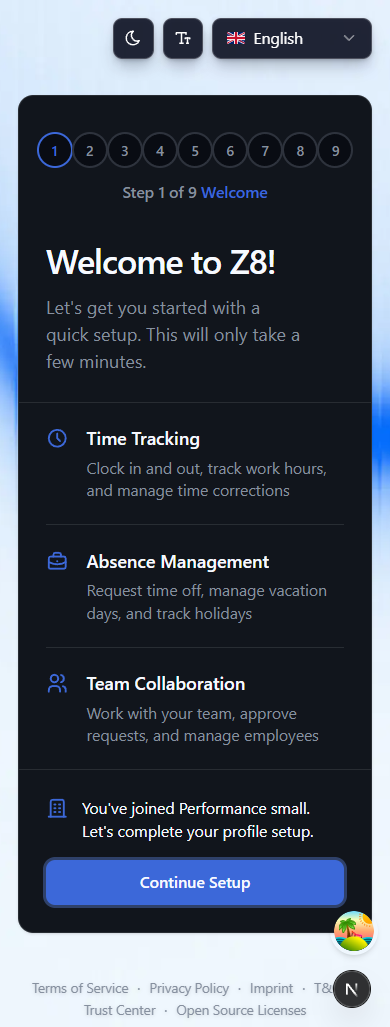 Tт English
1 2 3 4 5 6 7 8 9
Step 1 of 9 Welcome
Welcome to Z8!
Let's get you started with a
quick setup. This will only take a
few minutes.
Time Tracking
Clock in and out, track work hours,
and manage time corrections
Absence Management
Request time off, manage vacation
days, and track holidays
Team Collaboration
Work with your team, approve
requests, and manage employees
You've joined Performance small.
Let's complete your profile setup.
Continue Setup
Terms of Service · Privacy Policy · Imprint · T&
N
Trust Center · Open Source Licenses